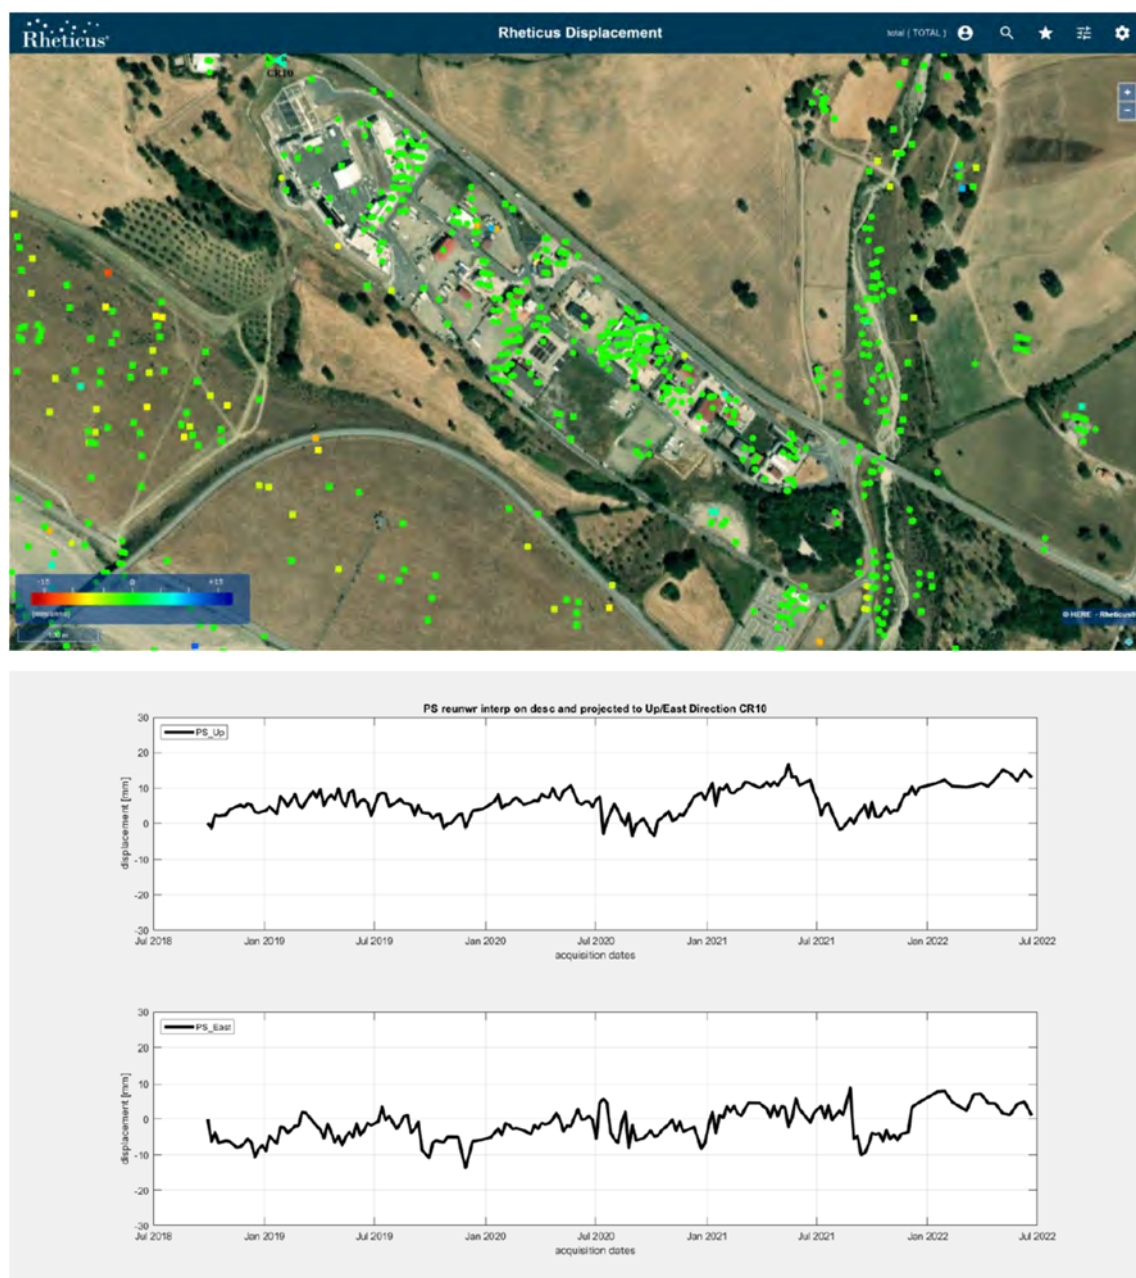 Rheticus®
Rheticus Displacement
total ( TOTAL )
CR10
+
-
-15 0 +15
© HERE - Rheticus®
PS reunwr interp on desc and projected to Up/East Direction CR10
PS_Up
displacement [mm]
30
20
10
0
-10
-20
-30
Jul 2018 Jan 2019 Jul 2019 Jan 2020 Jul 2020 Jan 2021 Jul 2021 Jan 2022 Jul 2022
acquisition dates
PS_East
displacement [mm]
30
20
10
0
-10
-20
-30
Jul 2018 Jan 2019 Jul 2019 Jan 2020 Jul 2020 Jan 2021 Jul 2021 Jan 2022 Jul 2022
acquisition dates